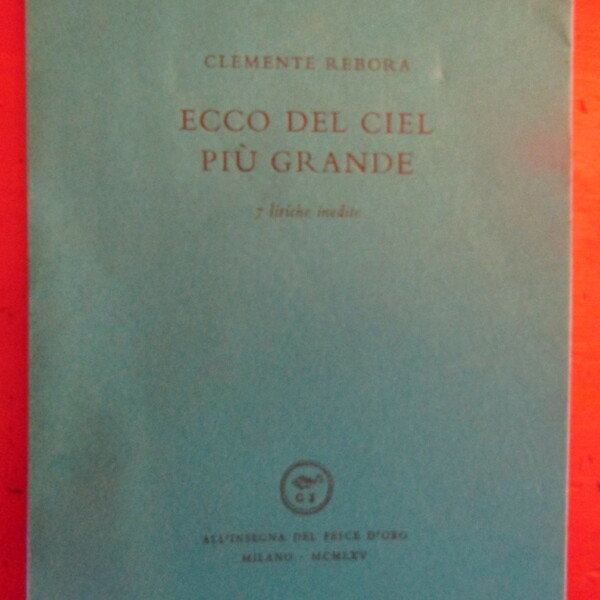 CLEMENTE REBORA
ECCO DEL CIEL
PIÙ GRANDE
7 liriche inedite
G S
ALL'INSEGNA DEL PESCE D'ORO
MILANO - MCMLXV